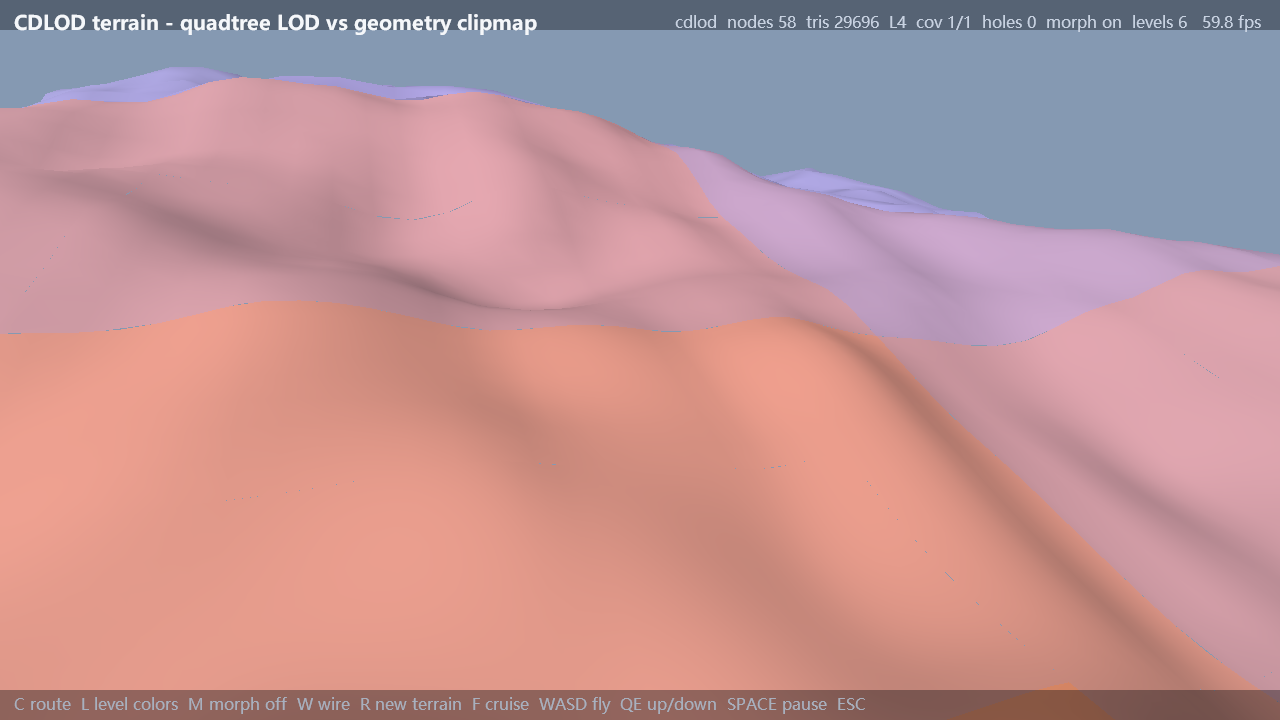 CDLOD terrain - quadtree LOD vs geometry clipmap
cdlod nodes 58 tris 29696 L4 cov 1/1 holes 0 morph on levels 6 59.8 fps
C route L level colors M morph off W wire R new terrain F cruise WASD fly QE up/down SPACE pause ESC